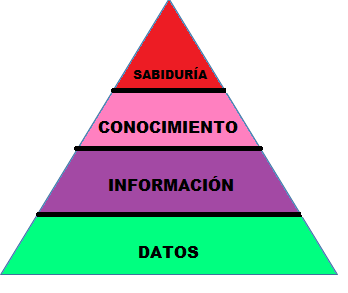 SABIDURÍA
CONOCIMIENTO
INFORMACIÓN
DATOS